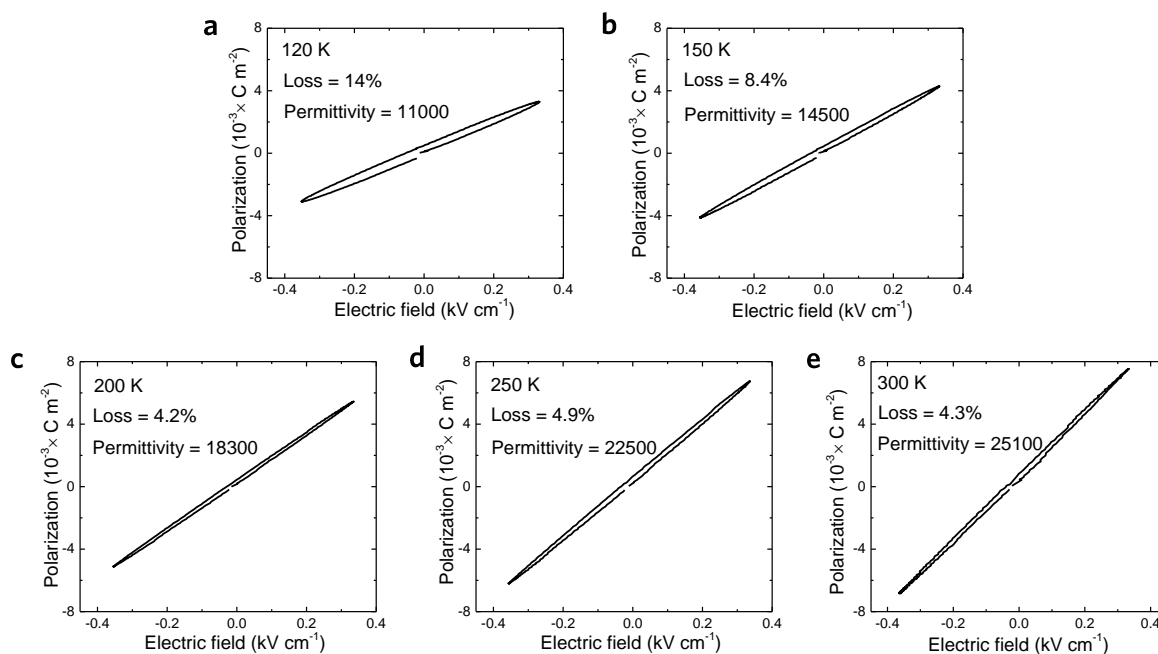 a
120 K
Loss = 14%
Permittivity = 11000
Polarization (10⁻³× C m⁻²)
8
4
0
-4
-8
-0.4 -0.2 0.0 0.2 0.4
Electric field (kV cm⁻¹)
b
150 K
Loss = 8.4%
Permittivity = 14500
Polarization (10⁻³× C m⁻²)
8
4
0
-4
-8
-0.4 -0.2 0.0 0.2 0.4
Electric field (kV cm⁻¹)
c
200 K
Loss = 4.2%
Permittivity = 18300
Polarization (10⁻³× C m⁻²)
8
4
0
-4
-8
-0.4 -0.2 0.0 0.2 0.4
Electric field (kV cm⁻¹)
d
250 K
Loss = 4.9%
Permittivity = 22500
Polarization (10⁻³× C m⁻²)
8
4
0
-4
-8
-0.4 -0.2 0.0 0.2 0.4
Electric field (kV cm⁻¹)
e
300 K
Loss = 4.3%
Permittivity = 25100
Polarization (10⁻³× C m⁻²)
8
4
0
-4
-8
-0.4 -0.2 0.0 0.2 0.4
Electric field (kV cm⁻¹)